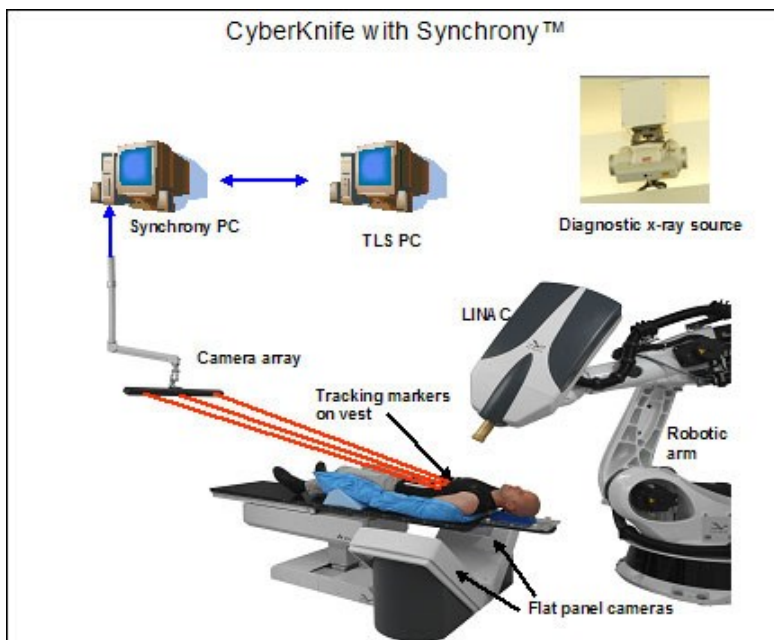 CyberKnife with Synchrony™
Synchrony PC
TLS PC
Diagnostic x-ray source
LINAC
Camera array
Tracking markers
on vest
Robotic
arm
Flat panel cameras